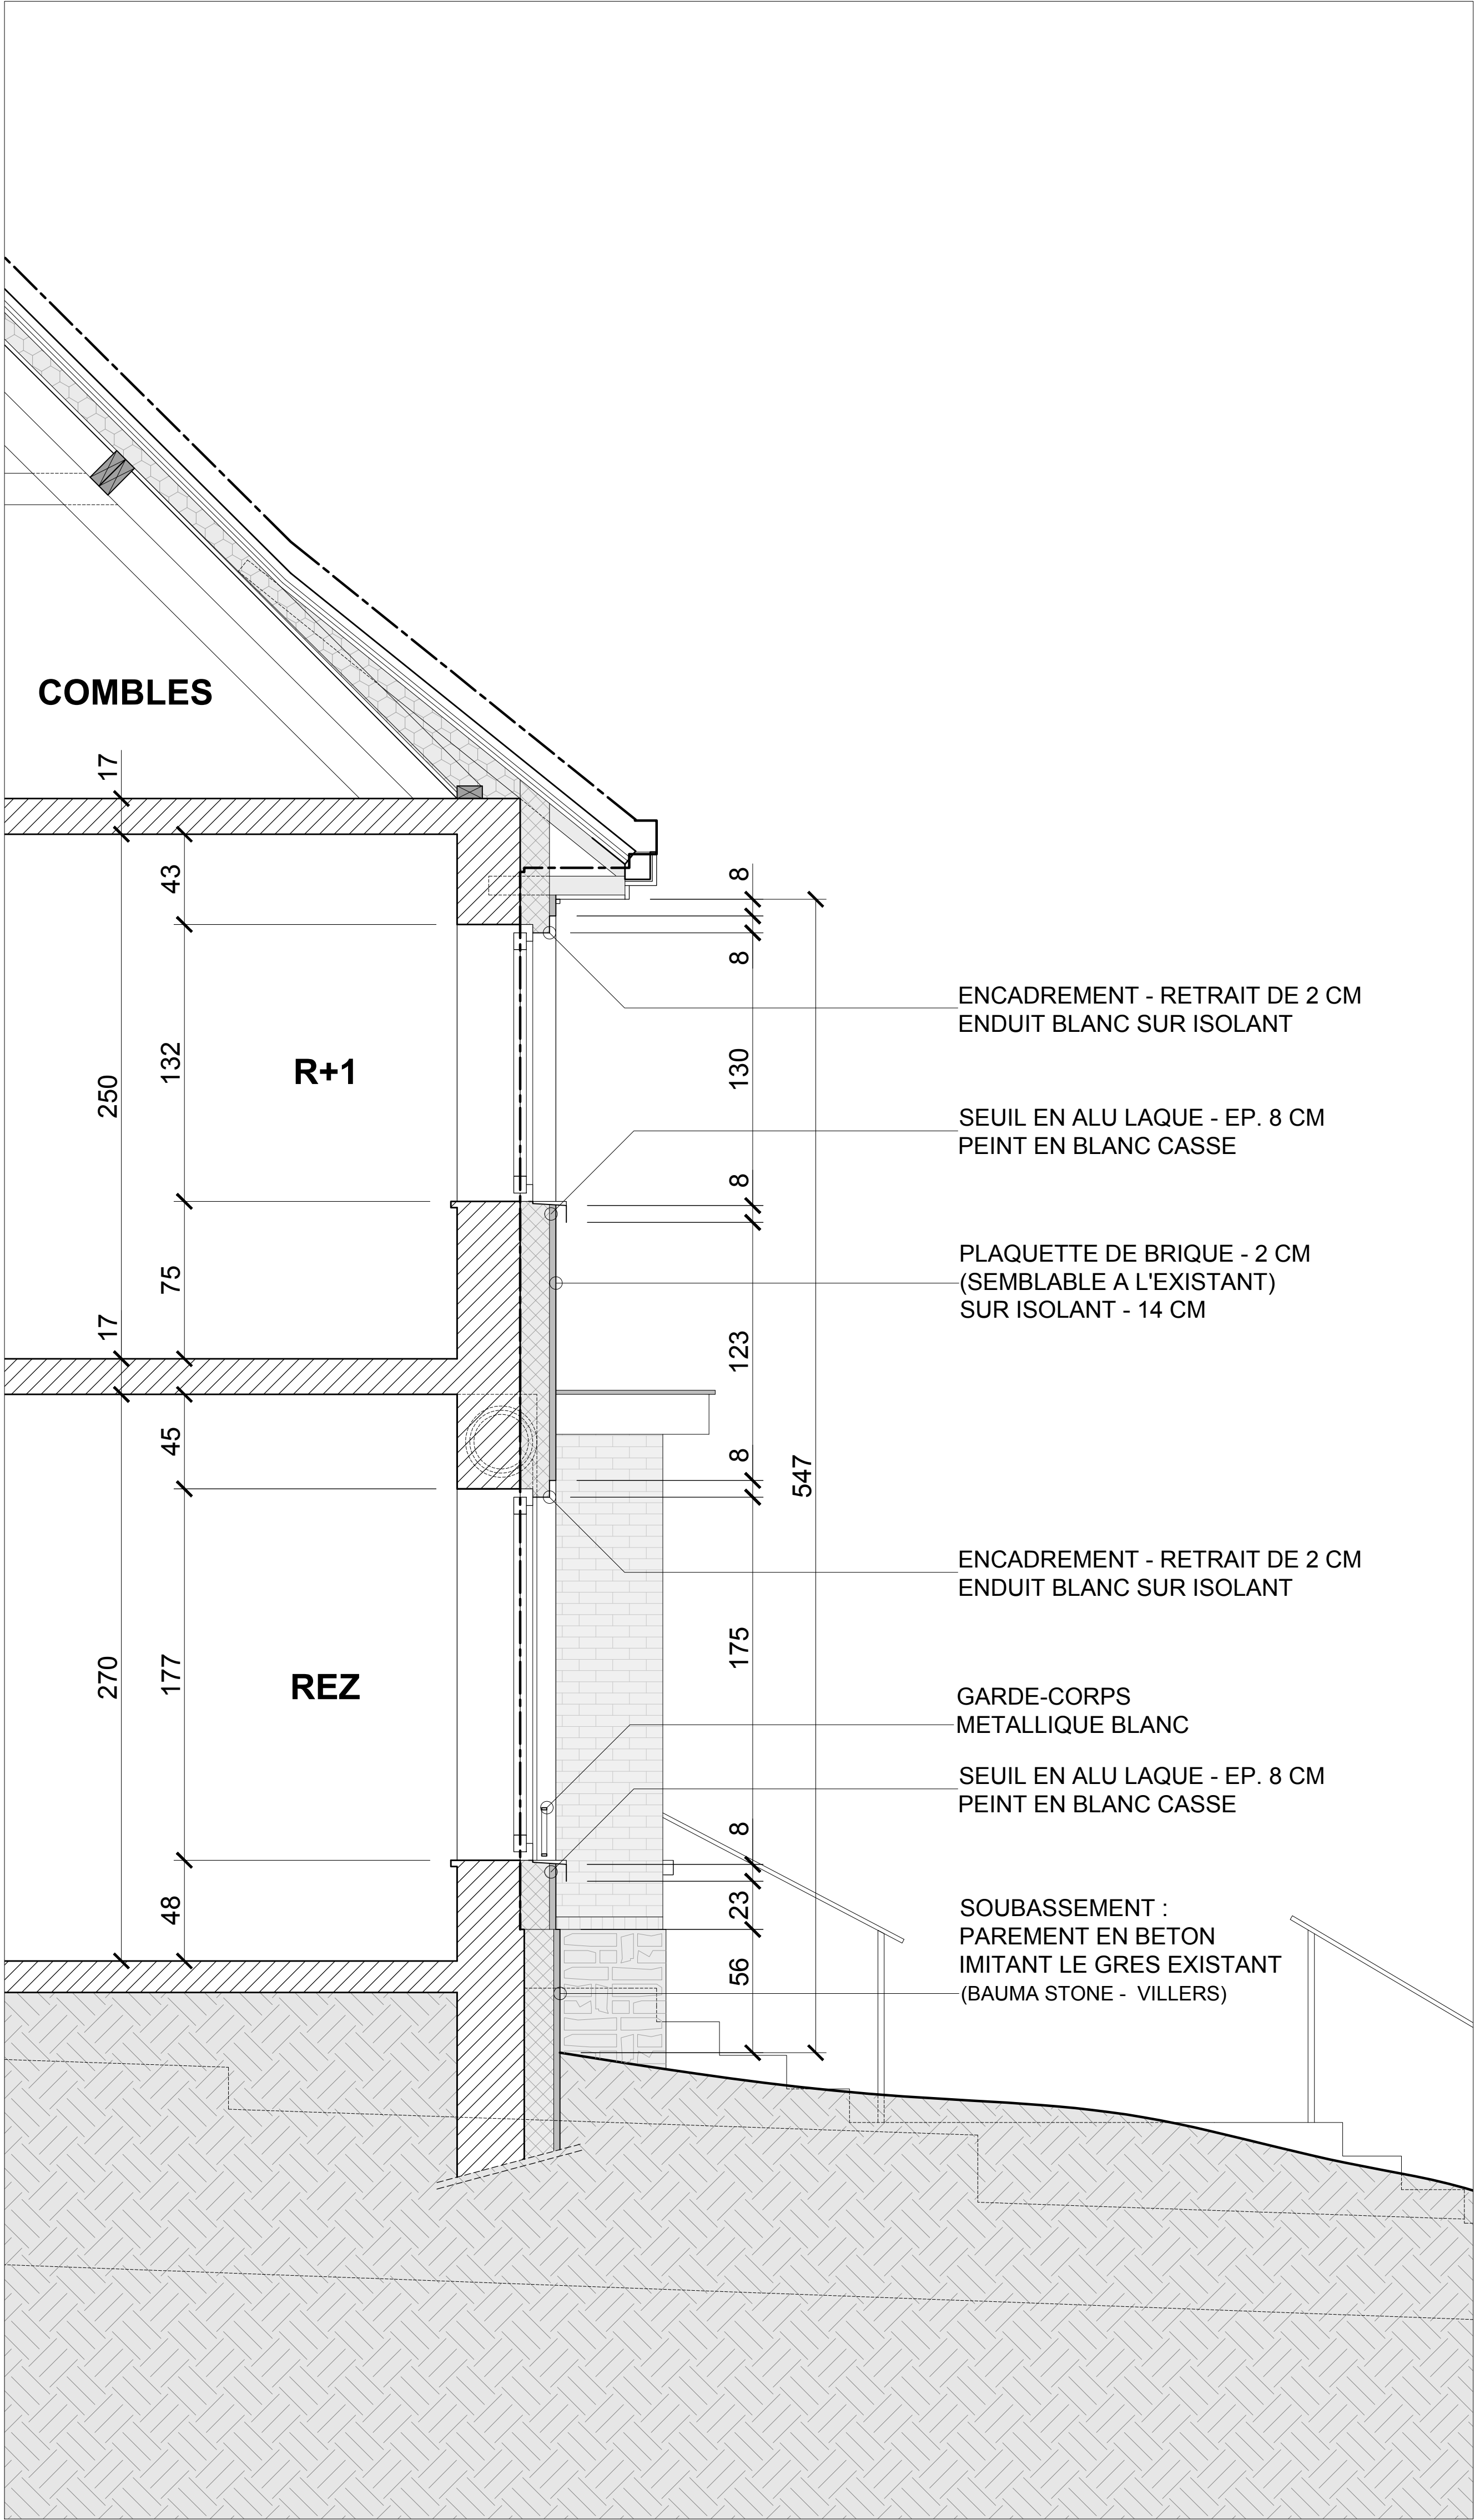 COMBLES
17
43
8
8
ENCADREMENT - RETRAIT DE 2 CM
ENDUIT BLANC SUR ISOLANT
250
132
R+1
130
SEUIL EN ALU LAQUE - EP. 8 CM
PEINT EN BLANC CASSE
8
PLAQUETTE DE BRIQUE - 2 CM
(SEMBLABLE A L'EXISTANT)
SUR ISOLANT - 14 CM
17
75
123
45
8
547
ENCADREMENT - RETRAIT DE 2 CM
ENDUIT BLANC SUR ISOLANT
270
177
REZ
175
GARDE-CORPS
METALLIQUE BLANC
SEUIL EN ALU LAQUE - EP. 8 CM
PEINT EN BLANC CASSE
8
48
23
SOUBASSEMENT :
PAREMENT EN BETON
IMITANT LE GRES EXISTANT
(BAUMA STONE - VILLERS)
56